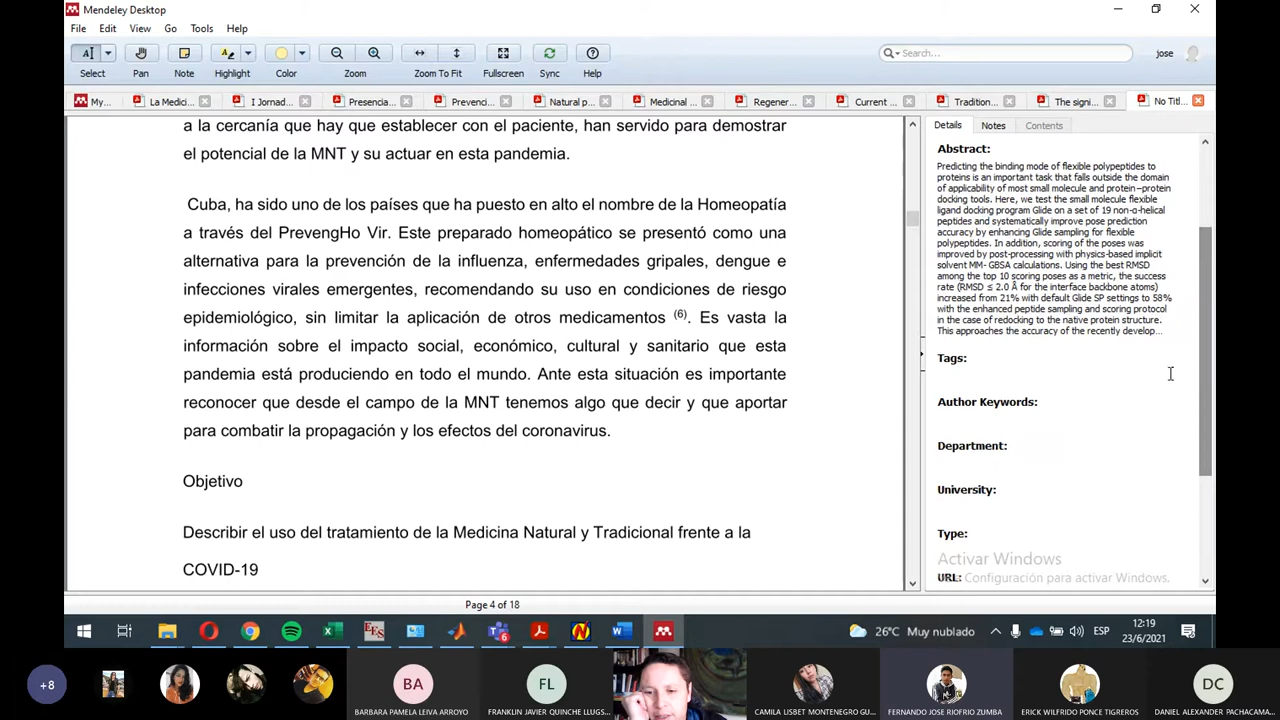 Mendeley Desktop
File Edit View Go Tools Help
Search...
jose
Select Pan Note Highlight Color Zoom Zoom To Fit Fullscreen Sync Help
My... La Medici... I Jornad... Presencia... Prevenci... Natural p... Medicinal ... Regener... Current ... Tradition... The signi... No Titl...
a la cercanía que hay que establecer con el paciente, han servido para demostrar
el potencial de la MNT y su actuar en esta pandemia.
Cuba, ha sido uno de los países que ha puesto en alto el nombre de la Homeopatía
a través del PrevengHo Vir. Este preparado homeopático se presentó como una
alternativa para la prevención de la influenza, enfermedades gripales, dengue e
infecciones virales emergentes, recomendando su uso en condiciones de riesgo
epidemiológico, sin limitar la aplicación de otros medicamentos (6). Es vasta la
información sobre el impacto social, económico, cultural y sanitario que esta
pandemia está produciendo en todo el mundo. Ante esta situación es importante
reconocer que desde el campo de la MNT tenemos algo que decir y que aportar
para combatir la propagación y los efectos del coronavirus.
Objetivo
Describir el uso del tratamiento de la Medicina Natural y Tradicional frente a la
COVID-19
Details Notes Contents
Abstract:
Predicting the binding mode of flexible polypeptides to
proteins is an important task that falls outside the domain
of applicability of most small molecule and protein−protein
docking tools. Here, we test the small molecule flexible
ligand docking program Glide on a set of 19 non-α-helical
peptides and systematically improve pose prediction
accuracy by enhancing Glide sampling for flexible
polypeptides. In addition, scoring of the poses was
improved by post-processing with physics-based implicit
solvent MM- GBSA calculations. Using the best RMSD
among the top 10 scoring poses as a metric, the success
rate (RMSD ≤ 2.0 Å for the interface backbone atoms)
increased from 21% with default Glide SP settings to 58%
with the enhanced peptide sampling and scoring protocol
in the case of redocking to the native protein structure.
This approaches the accuracy of the recently develop...
Tags:
Author Keywords:
Department:
University:
Type:
Activar Windows
URL: Configuración para activar Windows.
Page 4 of 18
26°C Muy nublado
ESP
12:19
23/6/2021
+8
BA
BARBARA PAMELA LEIVA ARROYO
FL
FRANKLIN JAVIER QUINCHE LLUGS...
CAMILA LISBET MONTENEGRO GU...
FERNANDO JOSE RIOFRIO ZUMBA
ERICK WILFRIDO PONCE TIGREROS
DC
DANIEL ALEXANDER PACHACAMA...